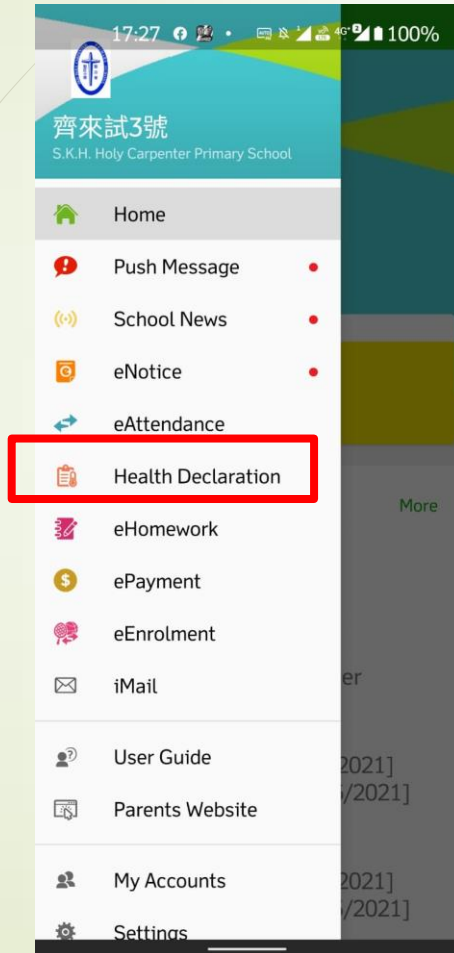 17:27
4G+ 2 100%
齊來試3號
S.K.H. Holy Carpenter Primary School
Home
Push Message
School News
eNotice
eAttendance
Health Declaration
More
eHomework
ePayment
eEnrolment
er
iMail
User Guide
2021]
/2021]
Parents Website
My Accounts
2021]
/2021]
Settings